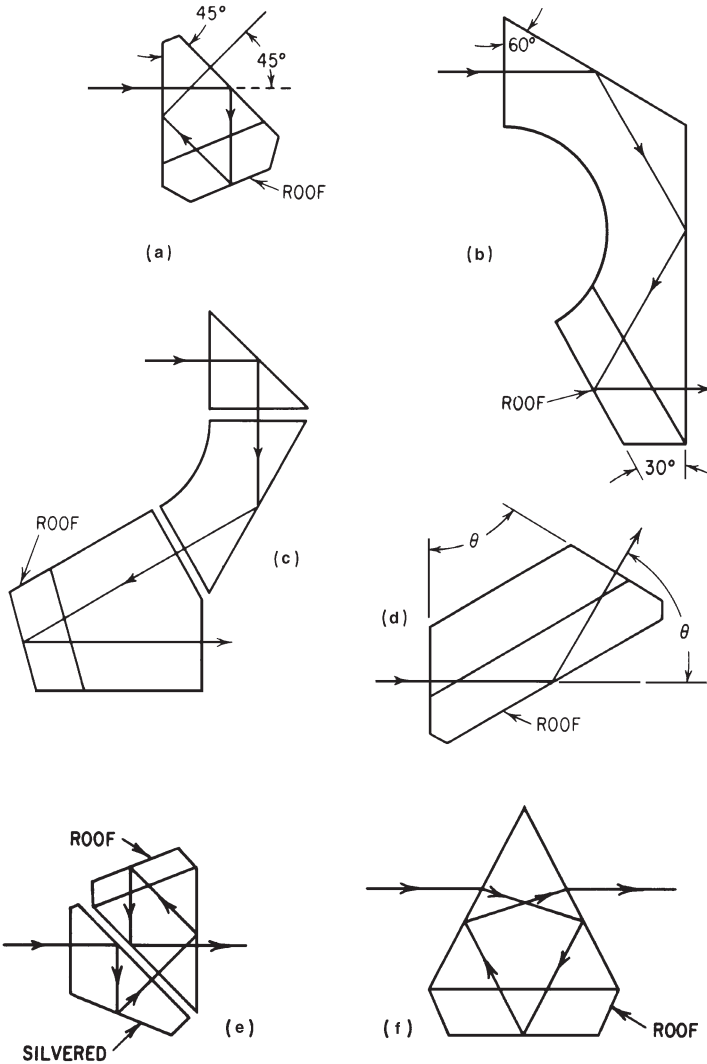 45°
45°
ROOF
(a)
60°
(b)
ROOF
30°
ROOF
(c)
θ
(d)
θ
ROOF
ROOF
(e)
SILVERED
(f)
ROOF